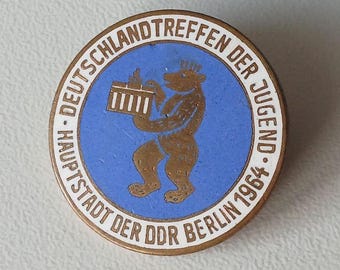 · DEUTSCHLANDTREFFEN DER JUGEND ·
HAUPTSTADT DER DDR BERLIN 1964